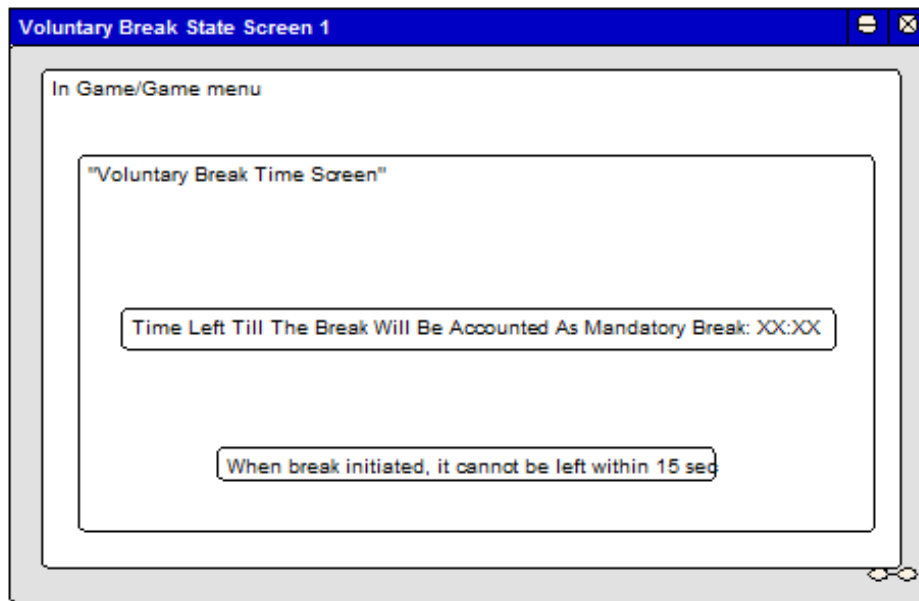 Voluntary Break State Screen 1
In Game/Game menu
"Voluntary Break Time Screen"
Time Left Till The Break Will Be Accounted As Mandatory Break: XX:XX
When break initiated, it cannot be left within 15 sec